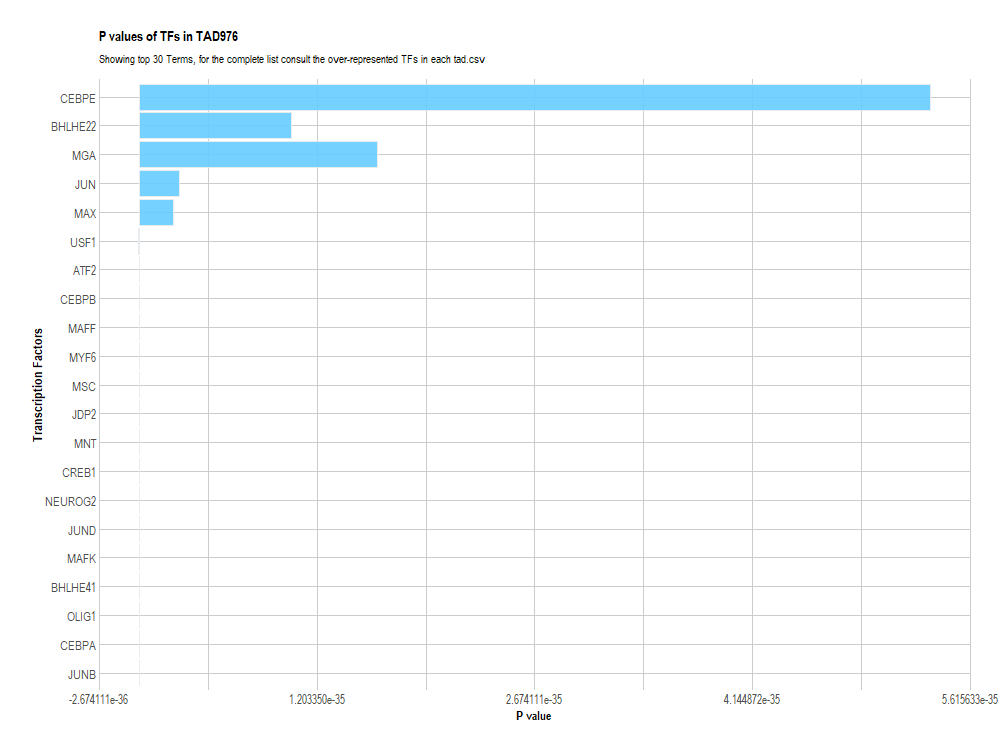 P values of TFs in TAD976
Showing top 30 Terms, for the complete list consult the over-represented TFs in each tad.csv
Transcription Factors
CEBPE
BHLHE22
MGA
JUN
MAX
USF1
ATF2
CEBPB
MAFF
MYF6
MSC
JDP2
MNT
CREB1
NEUROG2
JUND
MAFK
BHLHE41
OLIG1
CEBPA
JUNB
-2.674111e-36 1.203350e-35 2.674111e-35 4.144872e-35 5.615633e-35
P value